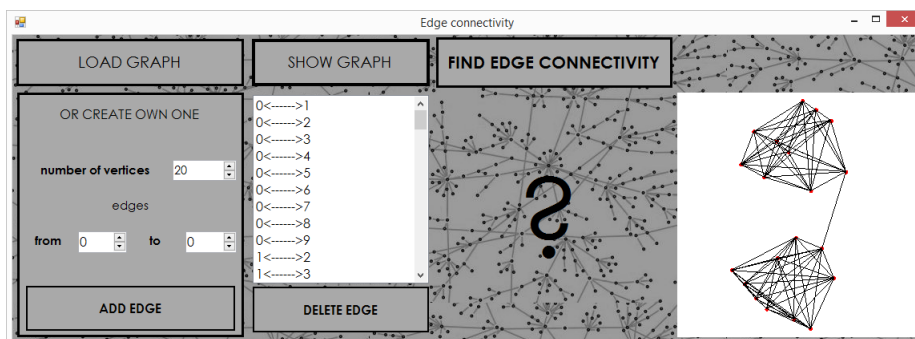 Edge connectivity
LOAD GRAPH
SHOW GRAPH
FIND EDGE CONNECTIVITY
OR CREATE OWN ONE
number of vertices 20
edges
from 0 to 0
ADD EDGE
0<------>1
0<------>2
0<------>3
0<------>4
0<------>5
0<------>6
0<------>7
0<------>8
0<------>9
1<------>2
1<------>3
DELETE EDGE
?